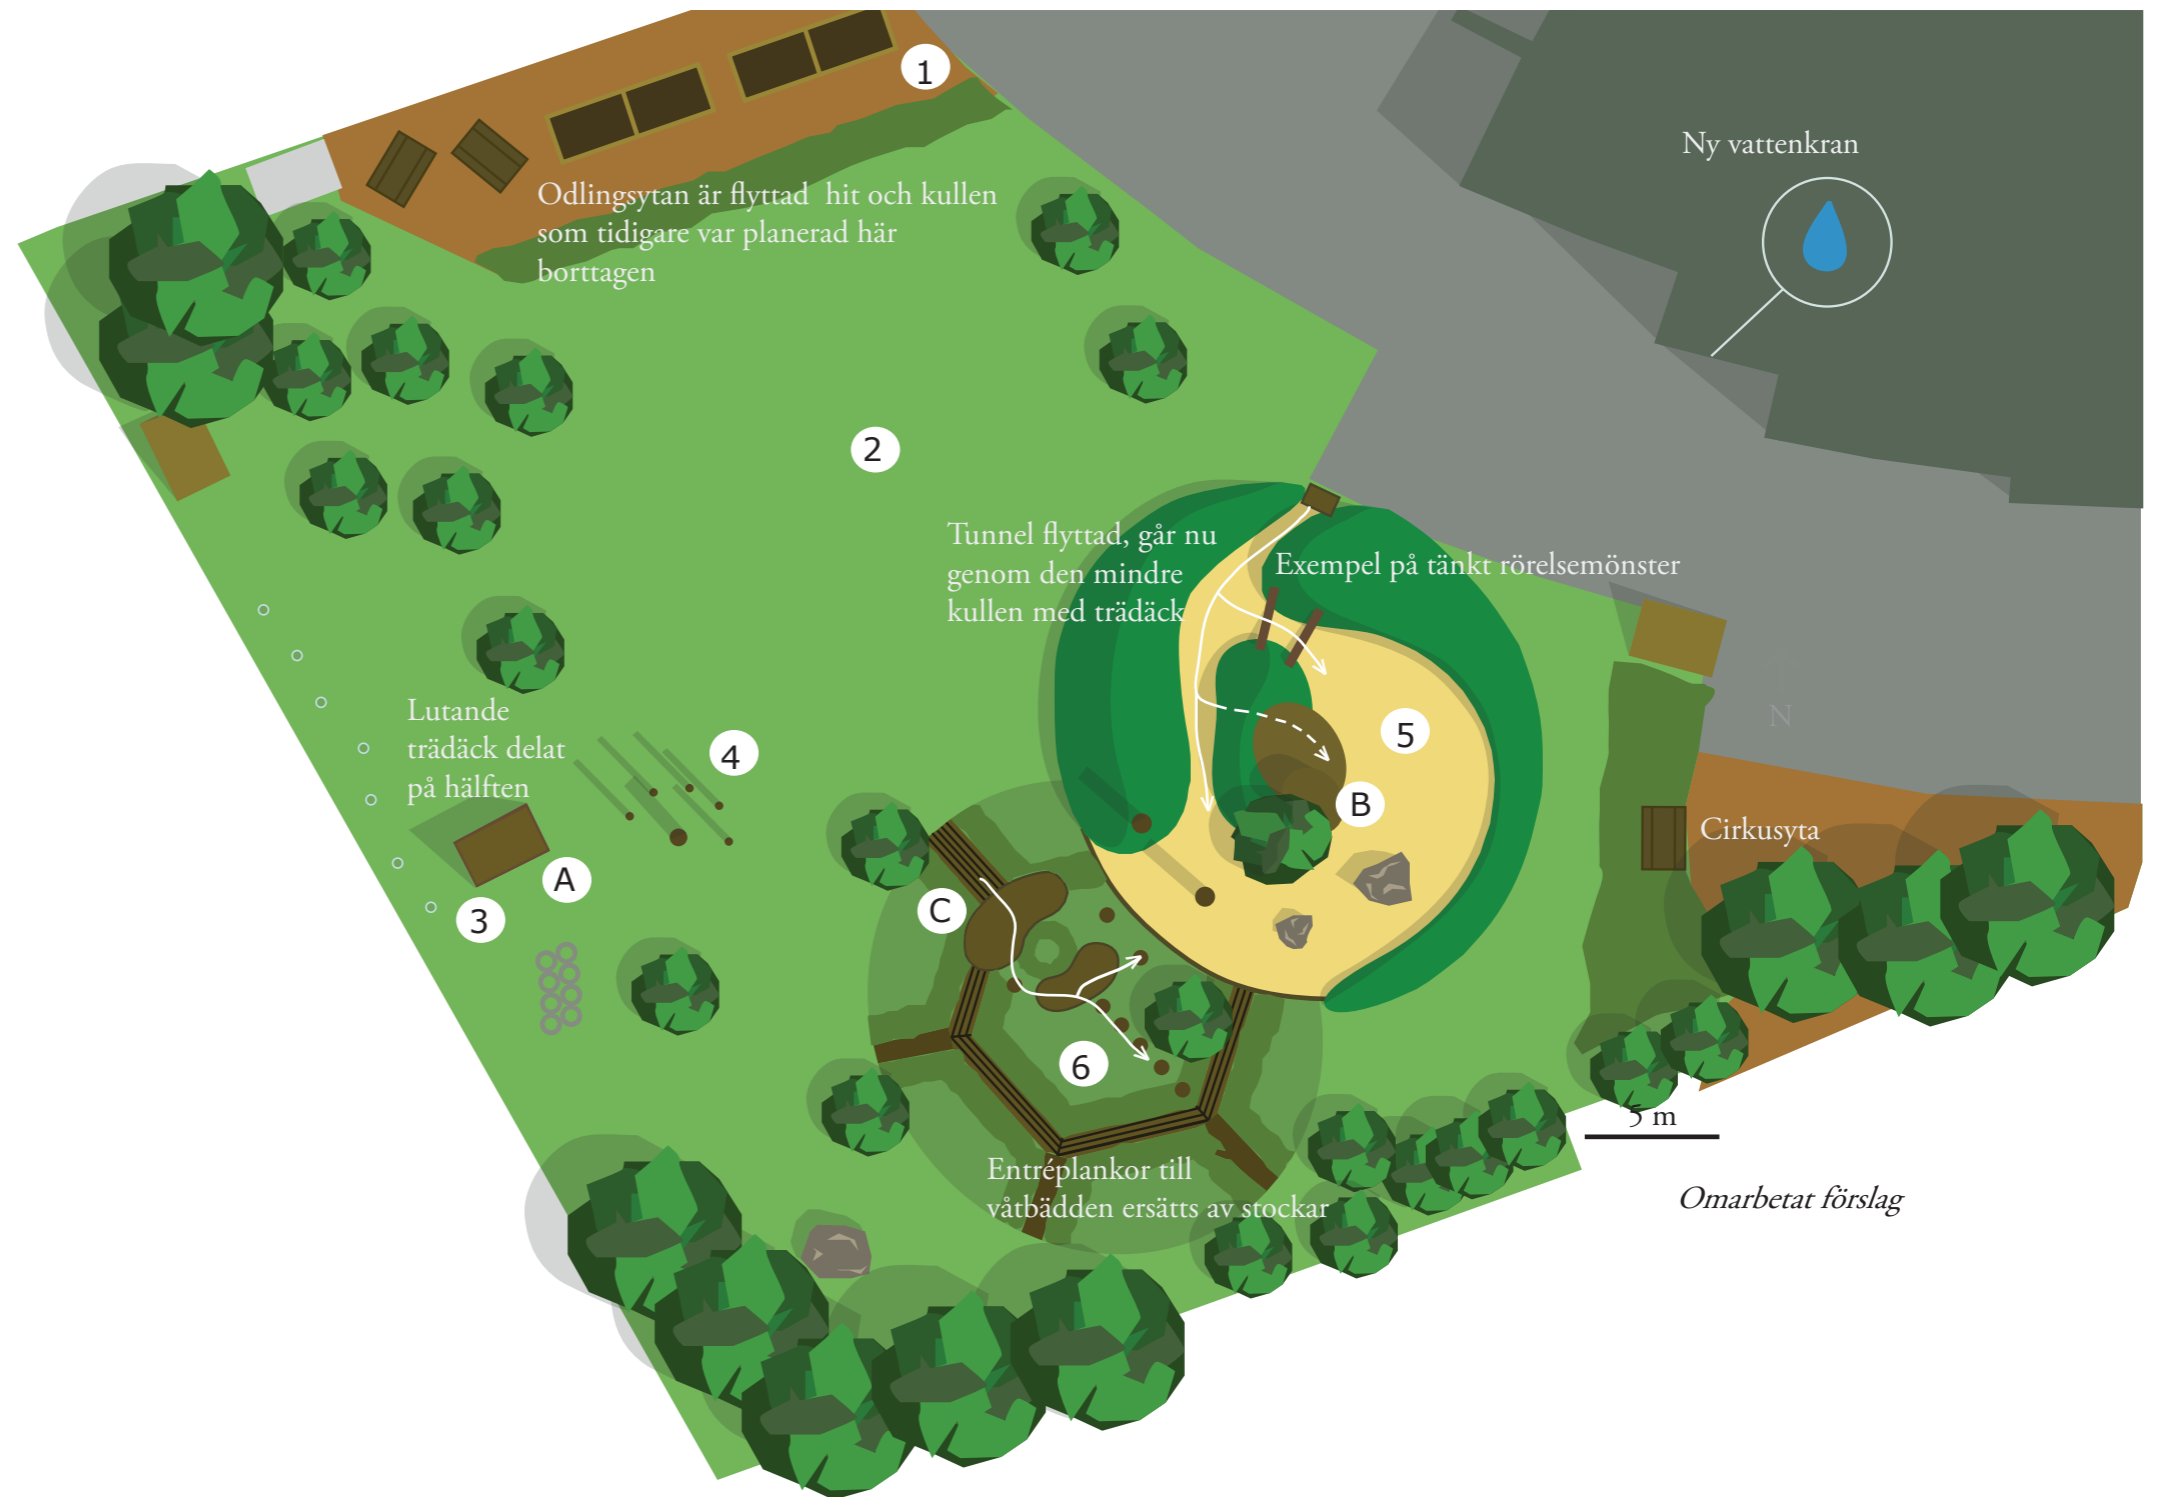 1
Ny vattenkran
Odlingsytan är flyttad hit och kullen
som tidigare var planerad här
borttagen
2
Tunnel flyttad, går nu
genom den mindre
kullen med trädäck
Exempel på tänkt rörelsemönster
Lutande
trädäck delat
på hälften
4
5
N
B
Cirkusyta
A
3
C
6
5 m
Entréplankor till
våtbädden ersätts av stockar
Omarbetat förslag